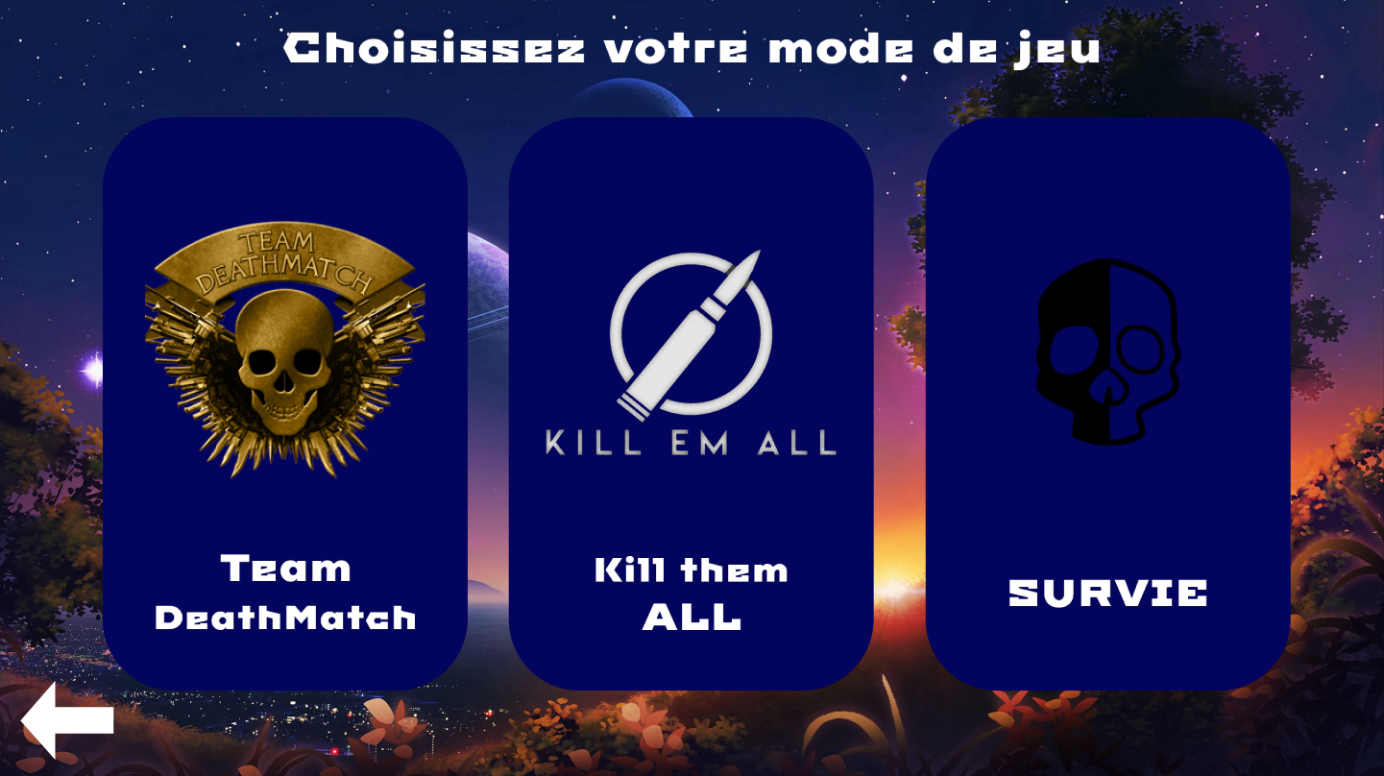 Choisissez votre mode de jeu
TEAM
DEATHMATCH
KILL EM ALL
Team
DeathMatch
Kill them
ALL
SURVIE